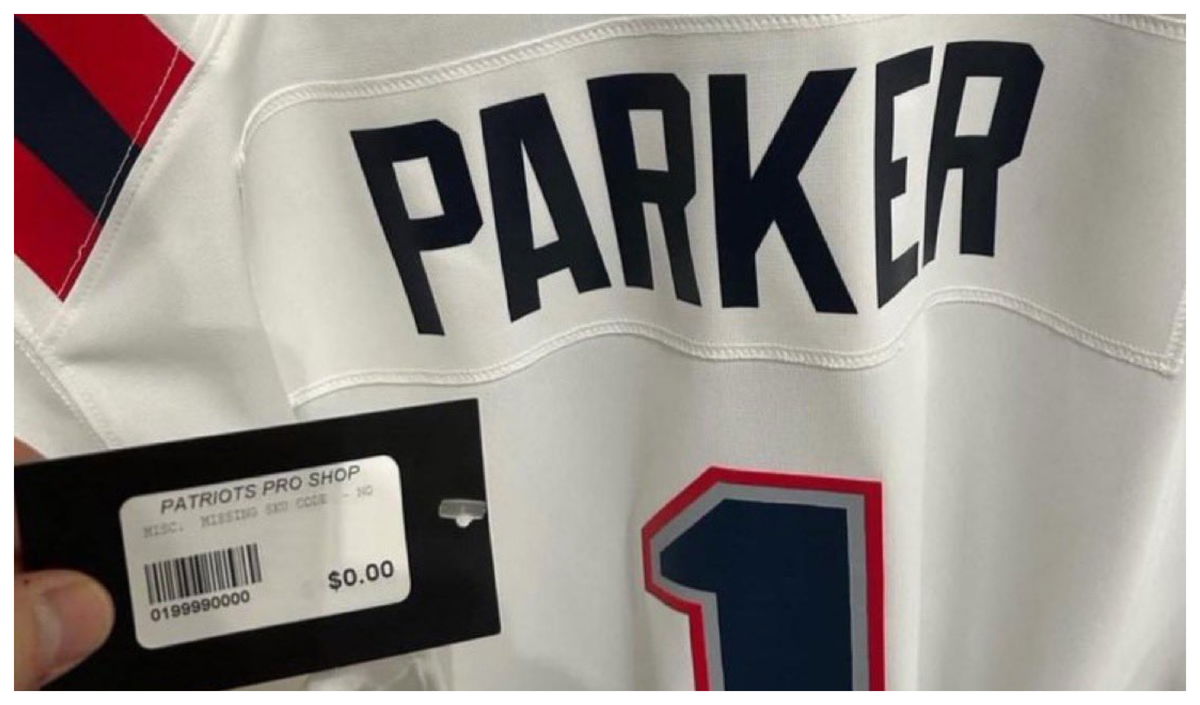 PARKER
1
PATRIOTS PRO SHOP
MISC. MISSING SKU CODE - NO
0199990000
$0.00